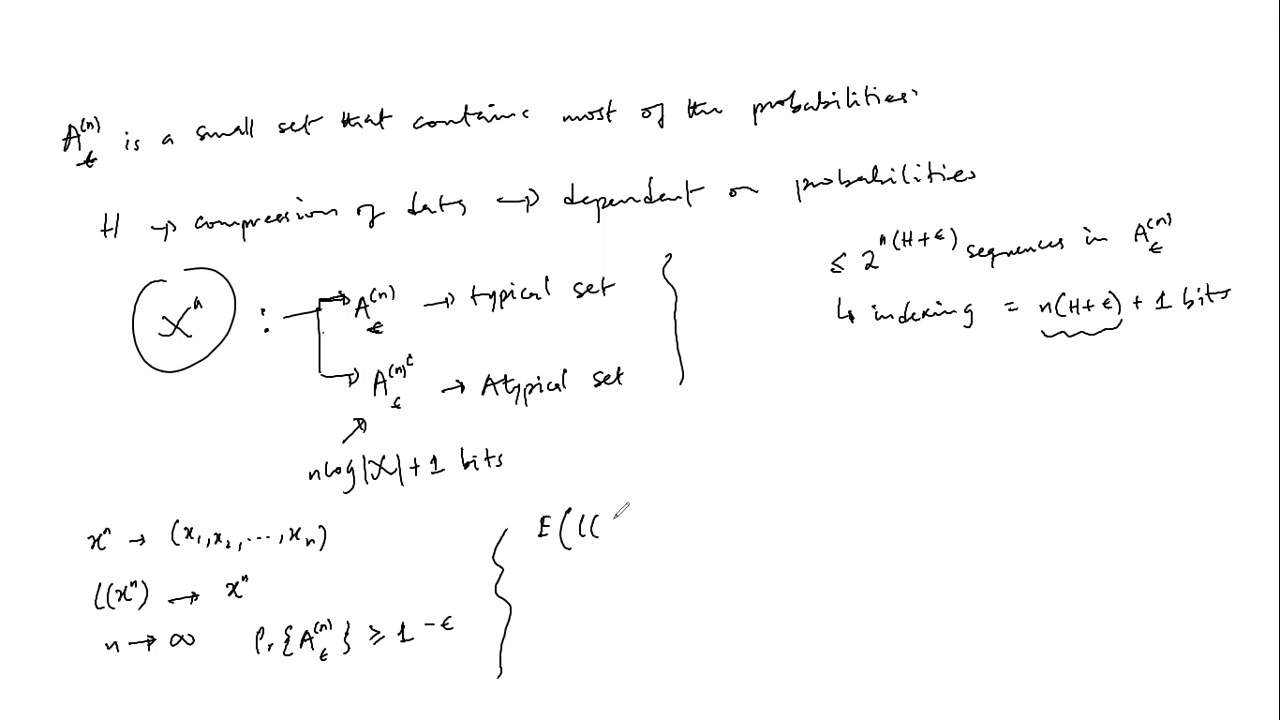 A_ε^(n) is a small set that contains most of the probabilities.
H → compression of data → dependent on probabilities
≤ 2^n(H+ε) sequences in A_ε^(n)
↳ indexing = n(H+ε) + 1 bits
X^n : → A_ε^(n) → typical set
→ A_ε^(n)^c → Atypical set
n log|X| + 1 bits
x^n → (x_1, x_2, ..., x_n)
l(x^n) → x^n
n → ∞ Pr{A_ε^(n)} ≥ 1 - ε
E(l(